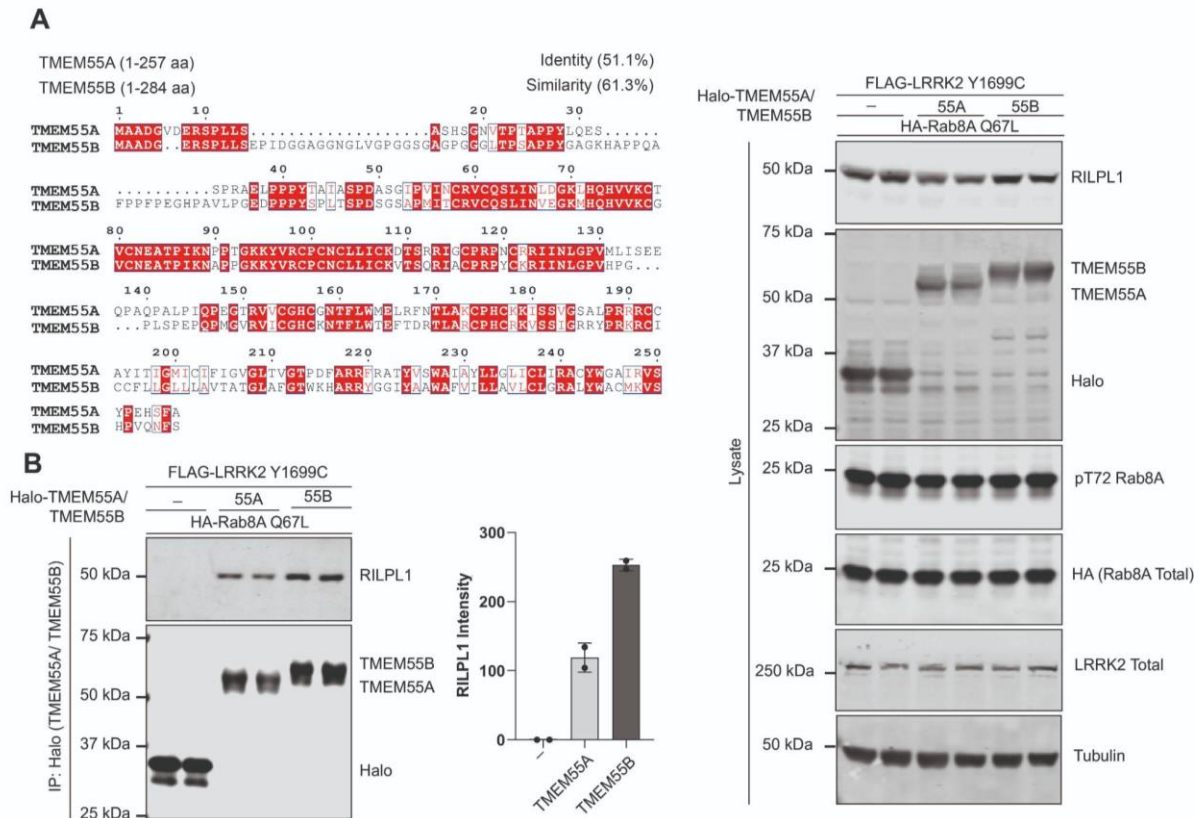 A
TMEM55A (1-257 aa)
Identity (51.1%)
TMEM55B (1-284 aa)
Similarity (61.3%)
1 10 20 30
TMEM55A MAADGVDERSPLLS....................ASHSGNVTPTAPPYLQES.......
TMEM55B MAADG..ERSPLLSEPIDGGAGGNGLVGPGGSGAGPGGGLTPSAPPYGAGKHAPPQA
40 50 60 70
TMEM55A ..........SPRAELPPPYTAIASPDASGIPVINCRVCQSLINLDGKLHQHVVKCT
TMEM55B FPPFPEGHPAVLPGEDPPPYSPLTSPDSGSAPMITCRVCQSLINVEGKMHQHVVKCG
80 90 100 110 120 130
TMEM55A VCNEATPIKNPPTGKKYVRCPCNCLLICKDTSRRIGCPRPNCRRIINLGPVMLISEE
TMEM55B VCNEATPIKNAPPGKKYVRCPCNCLLICKVTSQRIACPRPYCKRIINLGPVHPG...
140 150 160 170 180 190
TMEM55A QPAQPALPIQPEGTRVVCGHCGNTFLWMELRFNTLAKCPHCKKISSVGSALPRRRCC
TMEM55B ..PLSPEPQPMGVRVICGHCKNTFLWTEFTDRTLARCPHCRKVSSIGRRYPRKRCI
200 210 220 230 240 250
TMEM55A AYITIGMICIFIGVGLTVGTPDFARRFRATYVSWAIAYLLGLICLIRACYWGAIRVS
TMEM55B CCFLLGLLLAVTATGLAFGTWKHARRYGGIYAAWAFVILLAVLCLGRALYWACMKVS
TMEM55A YPEHSFA
TMEM55B HPVQNFS
B
FLAG-LRRK2 Y1699C
Halo-TMEM55A/
TMEM55B
– 55A 55B
HA-Rab8A Q67L
IP: Halo (TMEM55A/ TMEM55B)
50 kDa
RILPL1
75 kDa
50 kDa
37 kDa
25 kDa
TMEM55B
TMEM55A
Halo
RILPL1 Intensity
300
200
100
0
–
TMEM55A
TMEM55B
FLAG-LRRK2 Y1699C
Halo-TMEM55A/
TMEM55B
– 55A 55B
HA-Rab8A Q67L
Lysate
50 kDa
RILPL1
75 kDa
50 kDa
37 kDa
25 kDa
TMEM55B
TMEM55A
Halo
25 kDa
pT72 Rab8A
25 kDa
HA (Rab8A Total)
250 kDa
LRRK2 Total
50 kDa
Tubulin